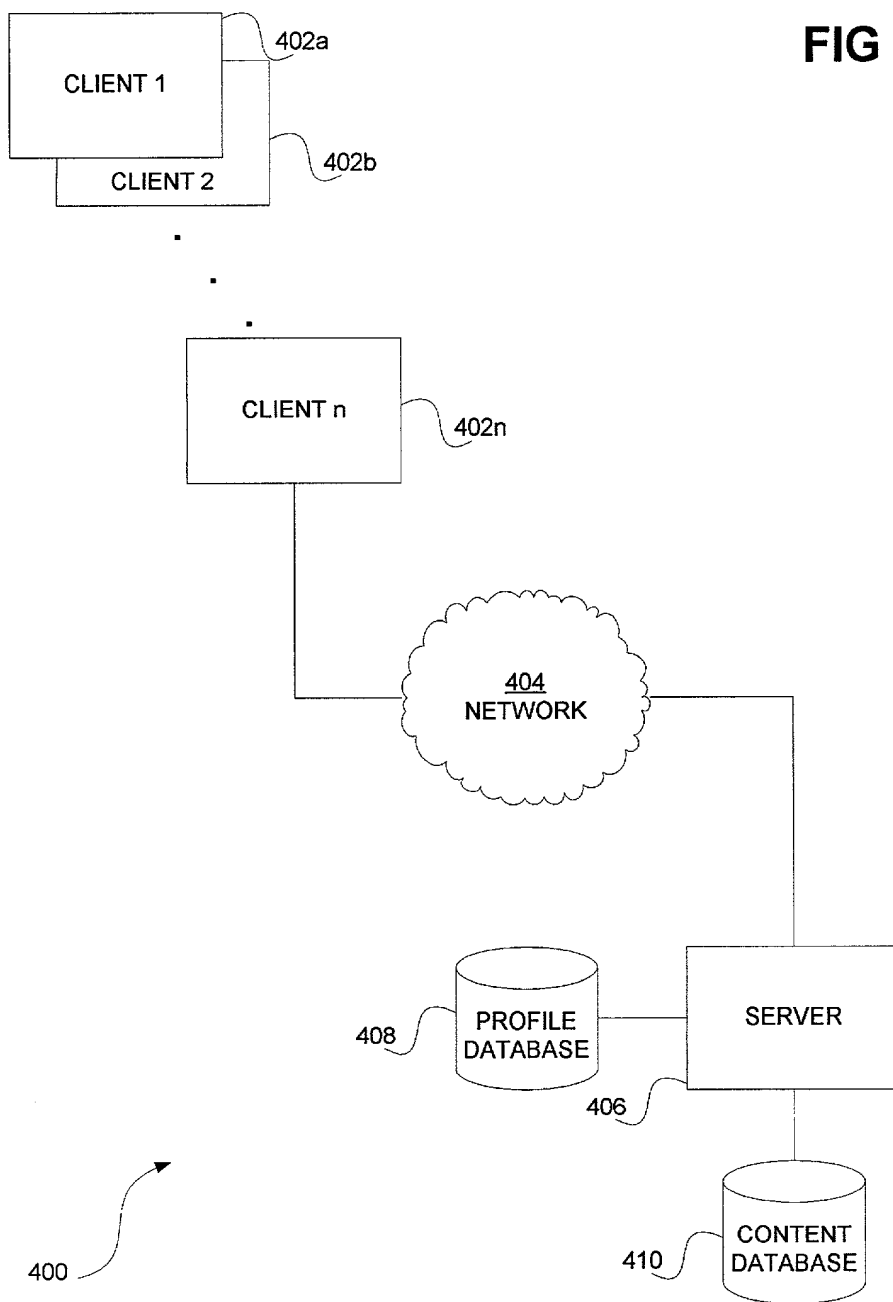 402a
FIG
CLIENT 1
402b
CLIENT 2
CLIENT n
402n
404
NETWORK
PROFILE
DATABASE
408
SERVER
406
400
CONTENT
DATABASE
410